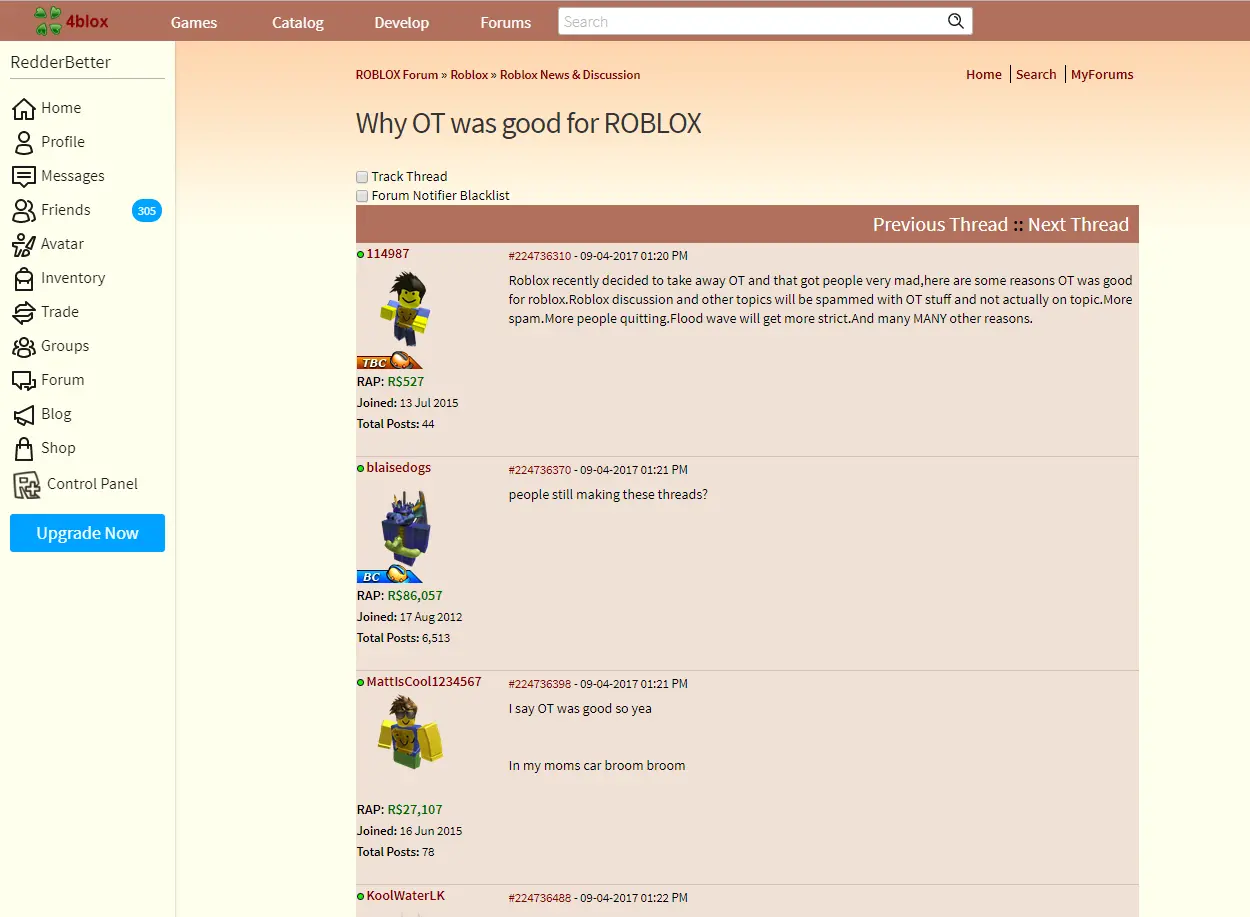 4blox
Games
Catalog
Develop
Forums
Search
RedderBetter
Home
Profile
Messages
Friends
305
Avatar
Inventory
Trade
Groups
Forum
Blog
Shop
Control Panel
Upgrade Now
ROBLOX Forum » Roblox » Roblox News & Discussion
Home
Search
MyForums
Why OT was good for ROBLOX
Track Thread
Forum Notifier Blacklist
Previous Thread :: Next Thread
114987
TBC
RAP: R$527
Joined: 13 Jul 2015
Total Posts: 44
#224736310 - 09-04-2017 01:20 PM
Roblox recently decided to take away OT and that got people very mad,here are some reasons OT was good
for roblox.Roblox discussion and other topics will be spammed with OT stuff and not actually on topic.More
spam.More people quitting.Flood wave will get more strict.And many MANY other reasons.
blaisedogs
BC
RAP: R$86,057
Joined: 17 Aug 2012
Total Posts: 6,513
#224736370 - 09-04-2017 01:21 PM
people still making these threads?
MattIsCool1234567
RAP: R$27,107
Joined: 16 Jun 2015
Total Posts: 78
#224736398 - 09-04-2017 01:21 PM
I say OT was good so yea
In my moms car broom broom
KoolWaterLK
#224736488 - 09-04-2017 01:22 PM